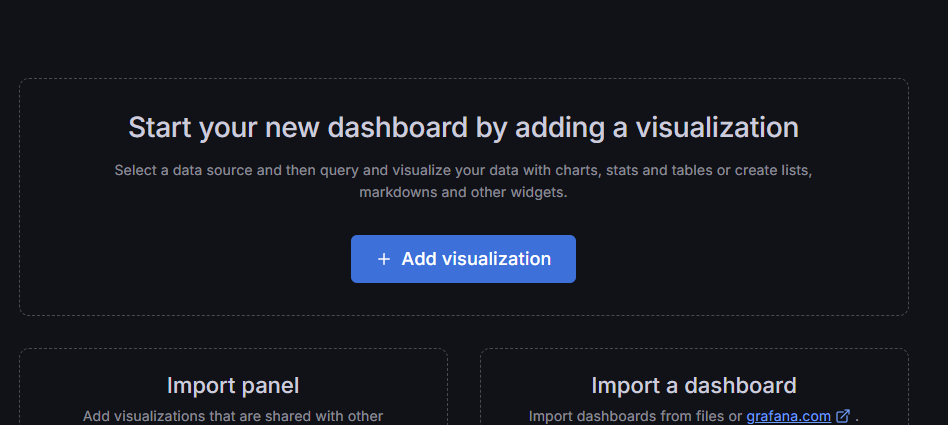 Start your new dashboard by adding a visualization
Select a data source and then query and visualize your data with charts, stats and tables or create lists,
markdowns and other widgets.
+ Add visualization
Import panel
Add visualizations that are shared with other
Import a dashboard
Import dashboards from files or grafana.com .